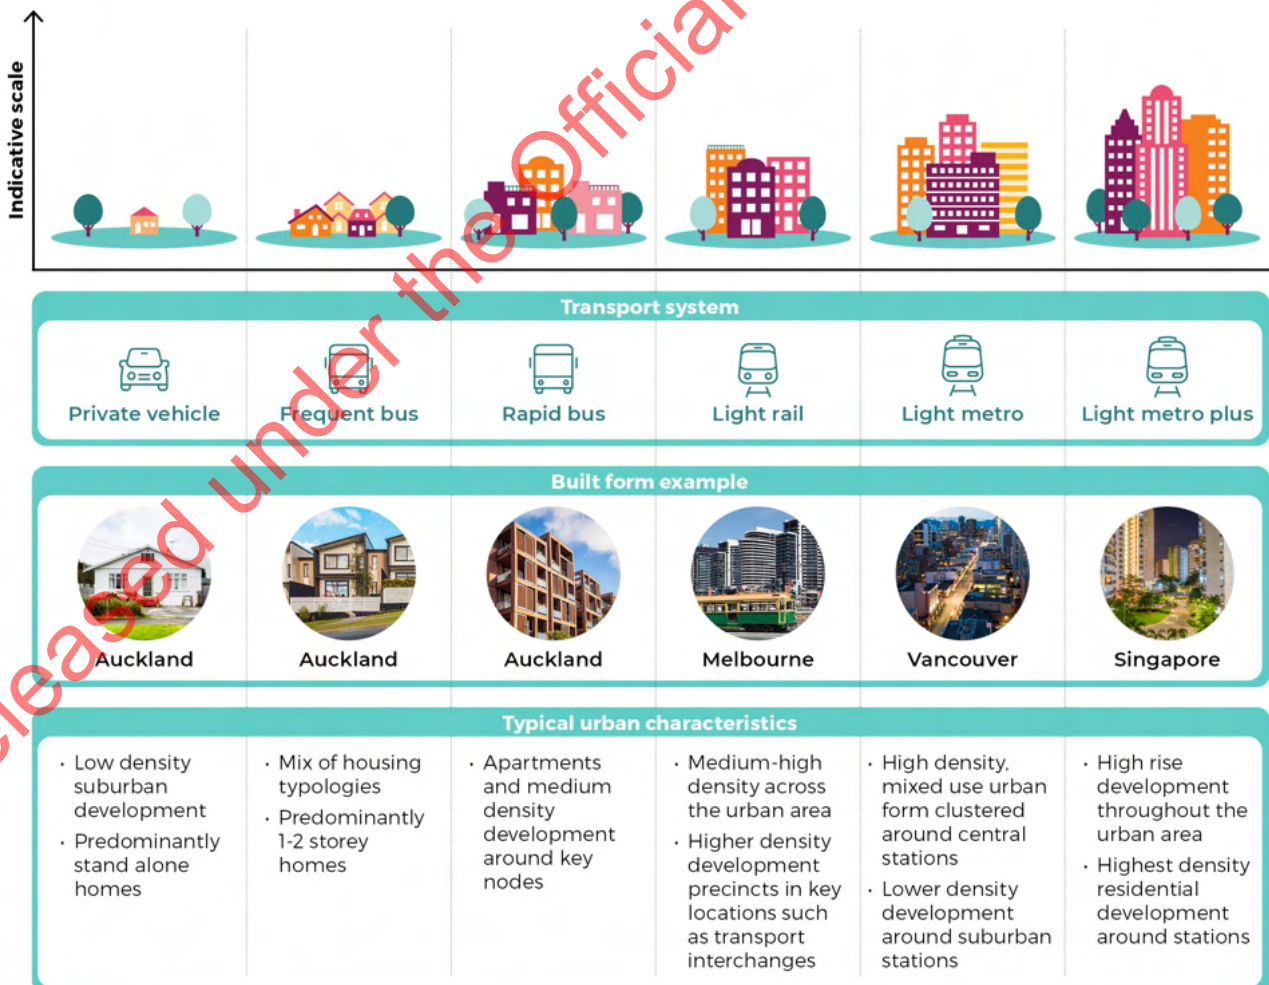 Indicative scale
Released under the Official
Transport system
Private vehicle
Frequent bus
Rapid bus
Light rail
Light metro
Light metro plus
Built form example
Auckland
Auckland
Auckland
Melbourne
Vancouver
Singapore
Typical urban characteristics
· Low density
suburban
development
· Predominantly
stand alone
homes
· Mix of housing
typologies
· Predominantly
1-2 storey
homes
· Apartments
and medium
density
development
around key
nodes
· Medium-high
density across
the urban area
· Higher density
development
precincts in key
locations such
as transport
interchanges
· High density,
mixed use urban
form clustered
around central
stations
· Lower density
development
around suburban
stations
· High rise
development
throughout the
urban area
· Highest density
residential
development
around stations